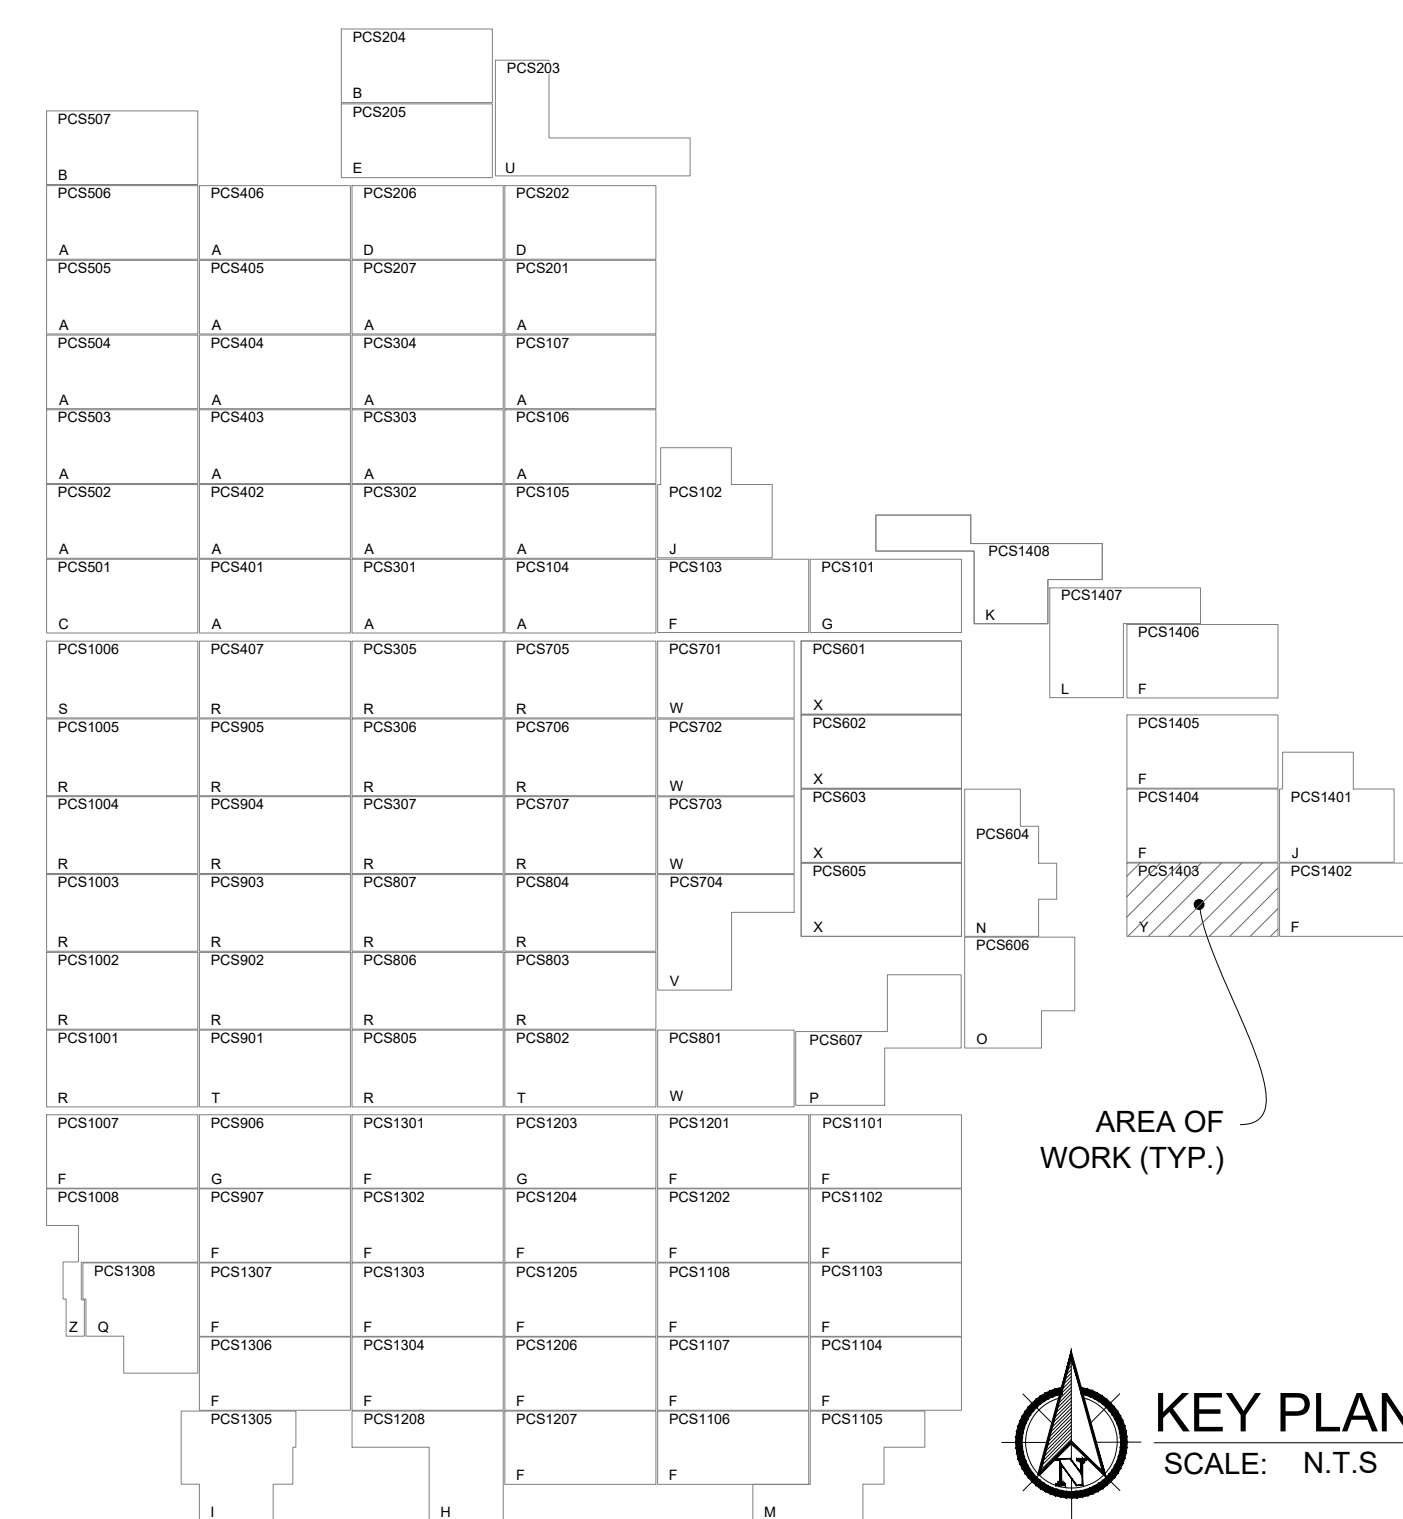 PCS204
PCS203
B
PCS205
PCS507
E
U
B
PCS506 PCS406 PCS206 PCS202
A A D D
PCS505 PCS405 PCS207 PCS201
A A A A
PCS504 PCS404 PCS304 PCS107
A A A A
PCS503 PCS403 PCS303 PCS106
A A A A
PCS502 PCS402 PCS302 PCS105 PCS102
A A A A J
PCS1408
PCS501 PCS401 PCS301 PCS104 PCS103 PCS101
PCS1407
K
C A A A F G
PCS1406
PCS1006 PCS407 PCS305 PCS705 PCS701 PCS601
L F
S R R R W X
PCS1005 PCS905 PCS306 PCS706 PCS702 PCS602 PCS1405
R R R R W X F
PCS1004 PCS904 PCS307 PCS707 PCS703 PCS603 PCS1404 PCS1401
PCS604
R R R R W X F J
PCS1003 PCS903 PCS807 PCS804 PCS704 PCS605 PCS1403 PCS1402
R R R R X N Y F
PCS1002 PCS902 PCS806 PCS803 PCS606
V
R R R R
PCS1001 PCS901 PCS805 PCS802 PCS801 PCS607 O
R T R T W P
PCS1007 PCS906 PCS1301 PCS1203 PCS1201 PCS1101
AREA OF
WORK (TYP.)
F G F G F F
PCS1008 PCS907 PCS1302 PCS1204 PCS1202 PCS1102
F F F F F
PCS1308 PCS1307 PCS1303 PCS1205 PCS1108 PCS1103
Z Q F F F F F
PCS1306 PCS1304 PCS1206 PCS1107 PCS1104
F F F F F
PCS1305 PCS1208 PCS1207 PCS1106 PCS1105
F F
I H M
N
KEY PLAN
SCALE: N.T.S